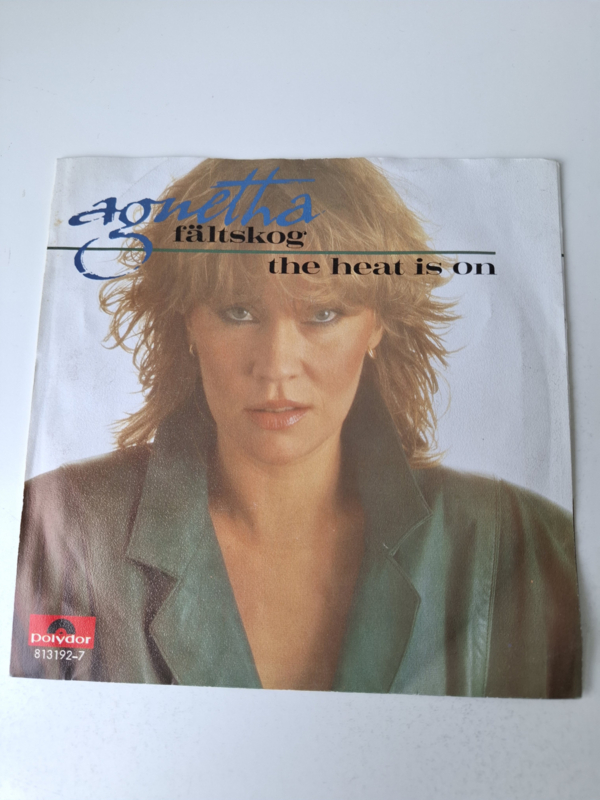 agnetha
fältskog
the heat is on
polydor
813192-7